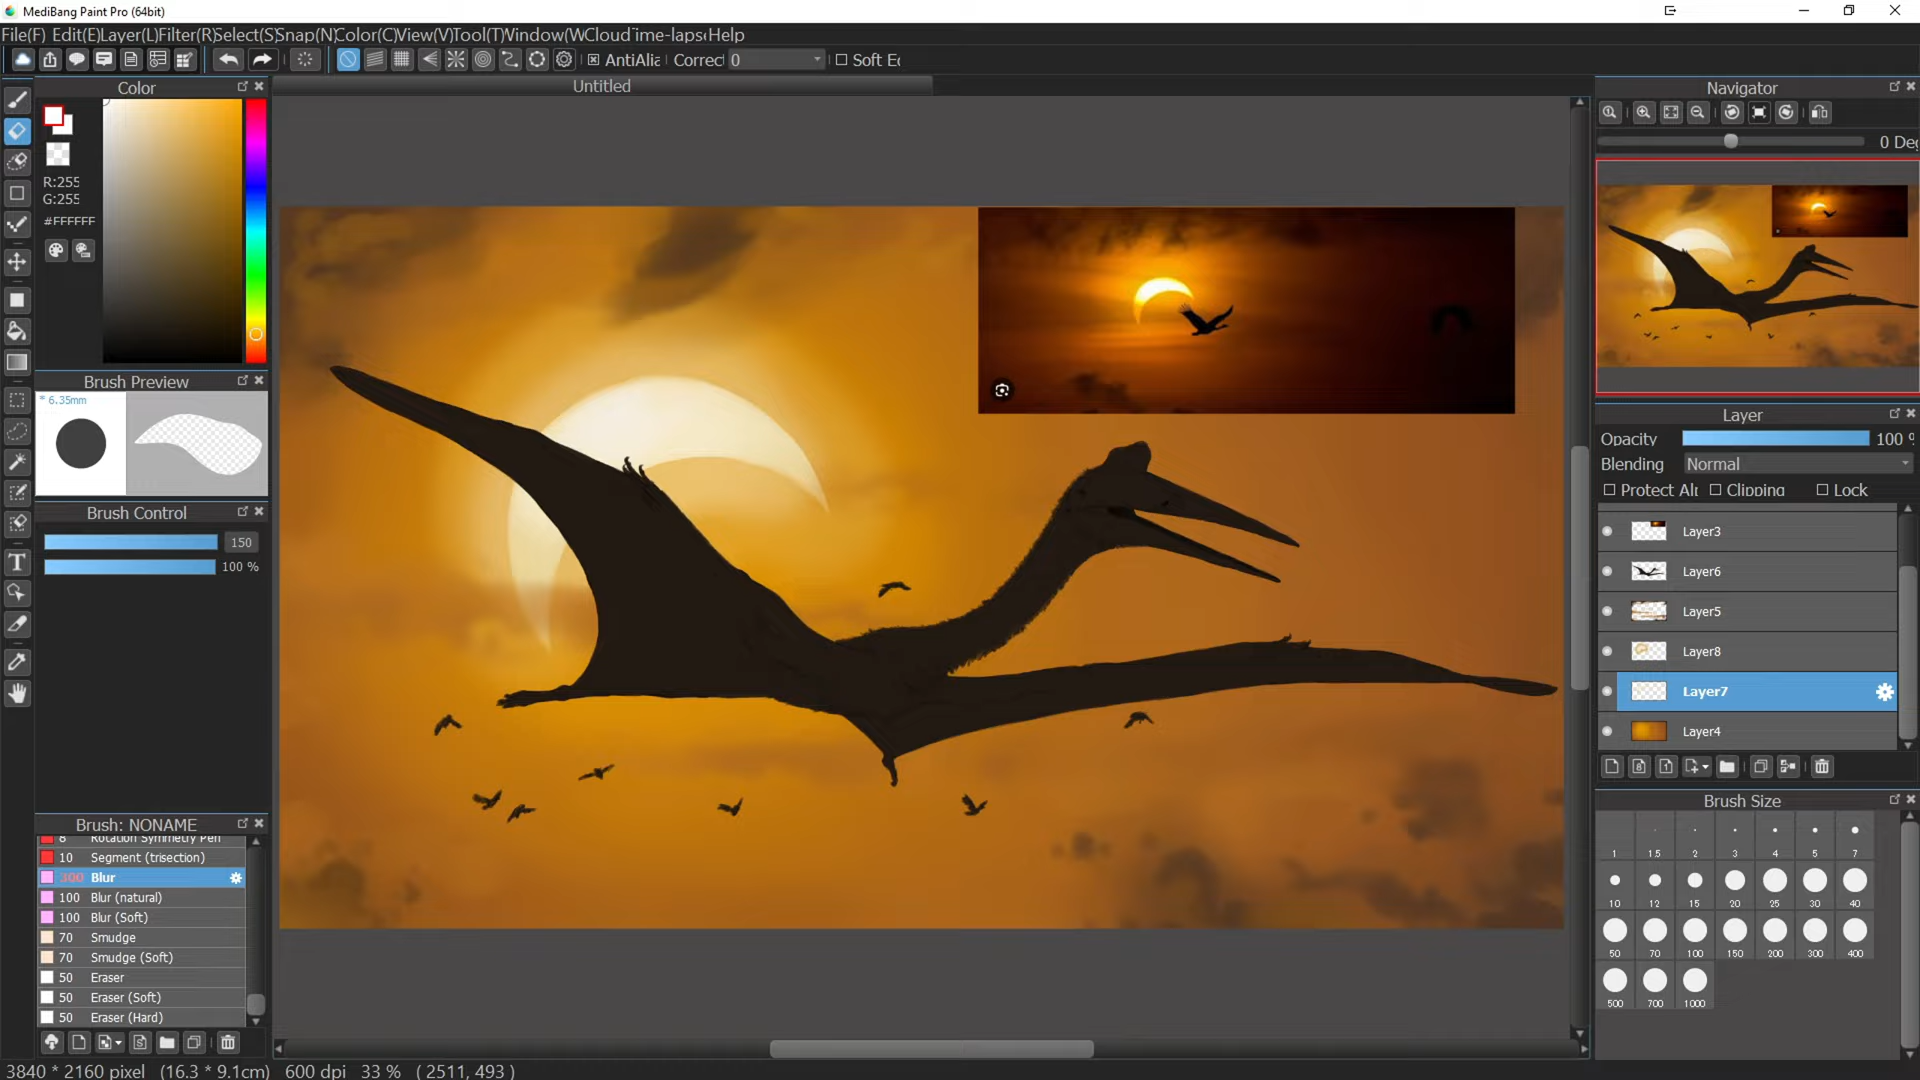 MediBang Paint Pro (64bit)
File(F) Edit(E)Layer(L)Filter(R Select(S)Snap(N)Color(C)View(V)Tool(T)Window(W Cloud Time-laps Help
AntiAlia Correct 0 Soft Ed
Color
Untitled
Navigator
0 Deg
R:255
G:255
#FFFFFF
Brush Preview
* 6.35mm
Brush Control
150
100 %
Layer
Opacity 100 %
Blending Normal
Protect Al Clipping Lock
Layer3
Layer6
Layer5
Layer8
Layer7
Layer4
Brush: NONAME
8 Rotation Symmetry Pen
10 Segment (trisection)
300 Blur
100 Blur (natural)
100 Blur (Soft)
70 Smudge
70 Smudge (Soft)
50 Eraser
50 Eraser (Soft)
50 Eraser (Hard)
Brush Size
1 1.5 2 3 4 5 7
10 12 15 20 25 30 40
50 70 100 150 200 300 400
500 700 1000
3840 * 2160 pixel (16.3 * 9.1cm) 600 dpi 33 % ( 2511, 493 )